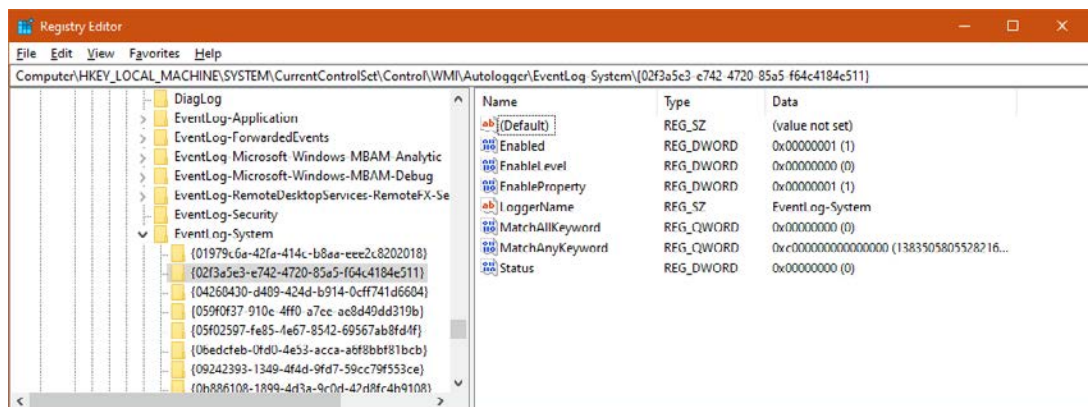 Registry Editor
File Edit View Favorites Help
Computer\HKEY_LOCAL_MACHINE\SYSTEM\CurrentControlSet\Control\WMI\Autologger\EventLog-System\{02f3a5e3-e742-4720-85a5-f64c4184e511}
DiagLog
EventLog-Application
EventLog-ForwardedEvents
EventLog-Microsoft-Windows-MBAM-Analytic
EventLog-Microsoft-Windows-MBAM-Debug
EventLog-RemoteDesktopServices-RemoteFX-Se
EventLog-Security
EventLog-System
{01979c6a-42fa-414c-b8aa-eee2c8202018}
{02f3a5e3-e742-4720-85a5-f64c4184e511}
{04268430-d489-424d-b914-0cff741d6684}
{059f0f37-910e-4ff0-a7ee-ae8d49dd319b}
{05f02597-fe85-4e67-8542-69567ab8fd4f}
{06edcfeb-0fd0-4e53-acca-a6f8bbf81bcb}
{09242393-1349-4f4d-9fd7-59cc79f553ce}
{0b886108-1899-4d3a-9c0d-42d8fc4b9108}
Name Type Data
(Default) REG_SZ (value not set)
Enabled REG_DWORD 0x00000001 (1)
EnableLevel REG_DWORD 0x00000000 (0)
EnableProperty REG_DWORD 0x00000001 (1)
LoggerName REG_SZ EventLog-System
MatchAllKeyword REG_QWORD 0x00000000 (0)
MatchAnyKeyword REG_QWORD 0xc000000000000000 (1383505805528216...
Status REG_DWORD 0x00000000 (0)